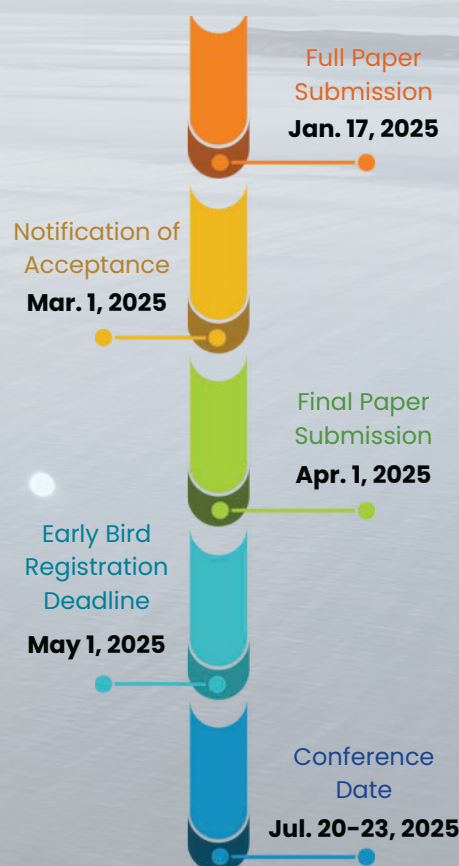 Full Paper
Submission
Jan. 17, 2025
Notification of
Acceptance
Mar. 1, 2025
Final Paper
Submission
Apr. 1, 2025
Early Bird
Registration
Deadline
May 1, 2025
Conference
Date
Jul. 20-23, 2025